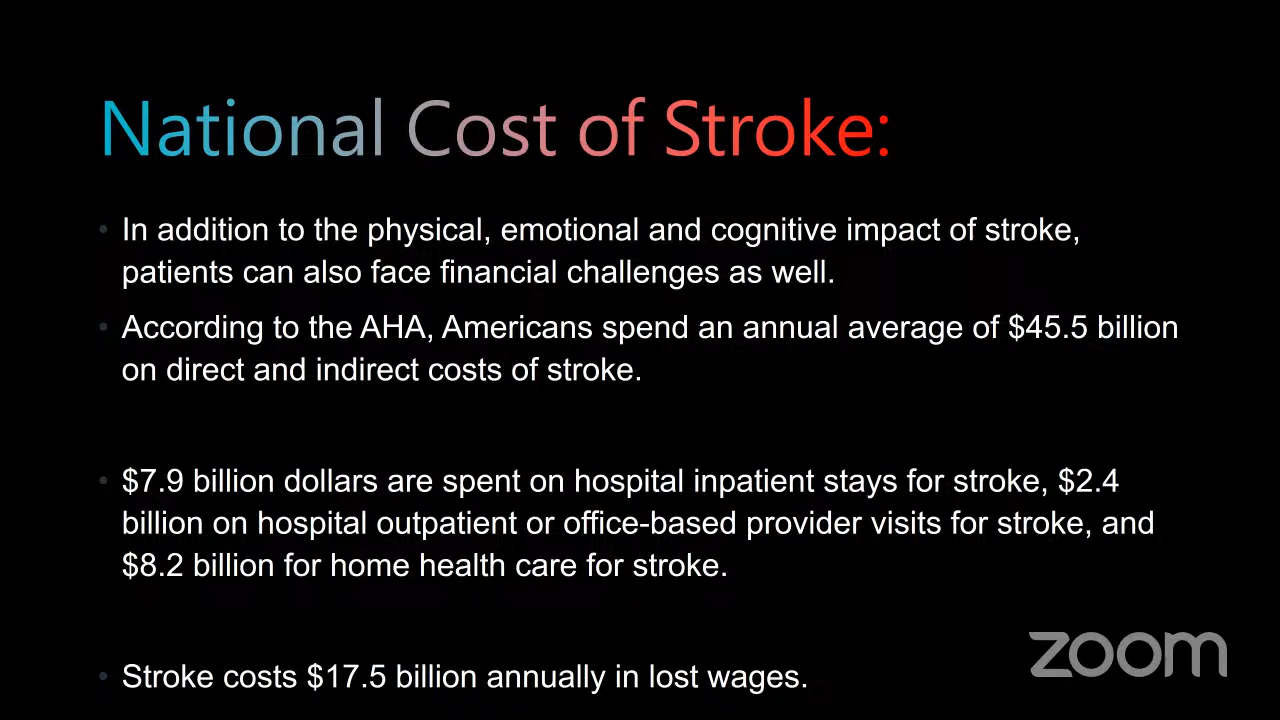 National Cost of Stroke:
• In addition to the physical, emotional and cognitive impact of stroke,
patients can also face financial challenges as well.
• According to the AHA, Americans spend an annual average of $45.5 billion
on direct and indirect costs of stroke.
• $7.9 billion dollars are spent on hospital inpatient stays for stroke, $2.4
billion on hospital outpatient or office-based provider visits for stroke, and
$8.2 billion for home health care for stroke.
• Stroke costs $17.5 billion annually in lost wages.
zoom